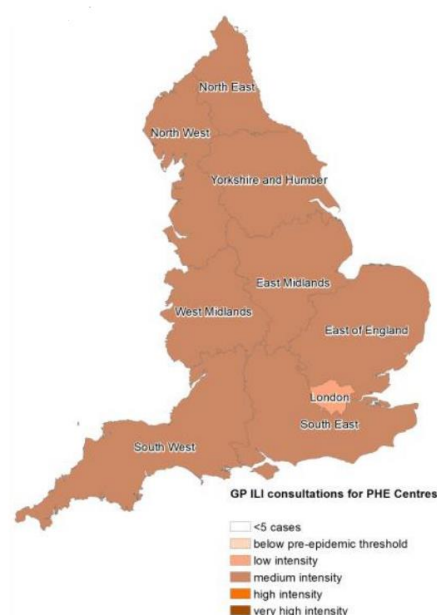 North East
North West
Yorkshire and Humber
East Midlands
West Midlands
East of England
London
South East
South West
GP ILI consultations for PHE Centres
<5 cases
below pre-epidemic threshold
low intensity
medium intensity
high intensity
very high intensity